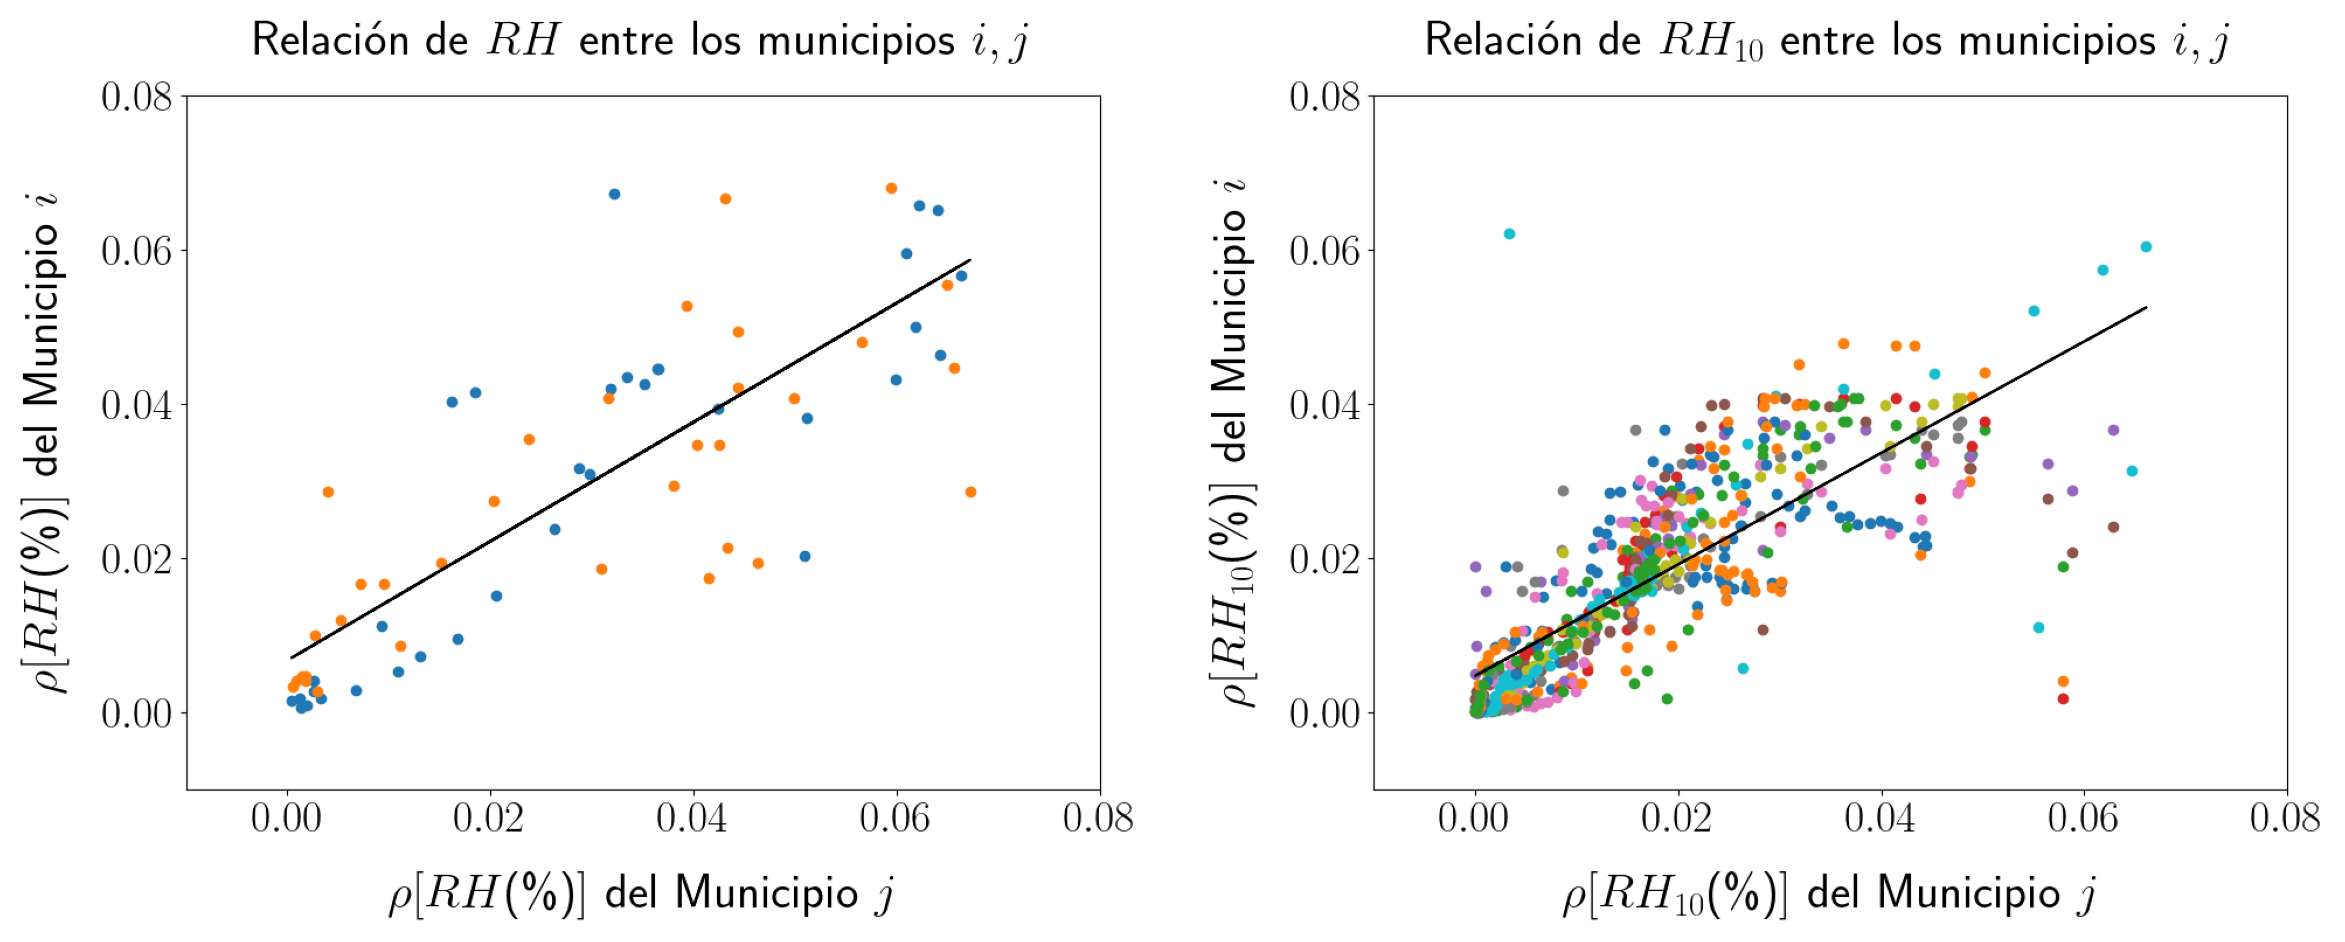 Relación de RH entre los municipios i, j
0.08
0.06
0.04
0.02
0.00
0.00 0.02 0.04 0.06 0.08
ρ[RH(%)] del Municipio i
ρ[RH(%)] del Municipio j
Relación de RH₁₀ entre los municipios i, j
0.08
0.06
0.04
0.02
0.00
0.00 0.02 0.04 0.06 0.08
ρ[RH₁₀(%)] del Municipio i
ρ[RH₁₀(%)] del Municipio j